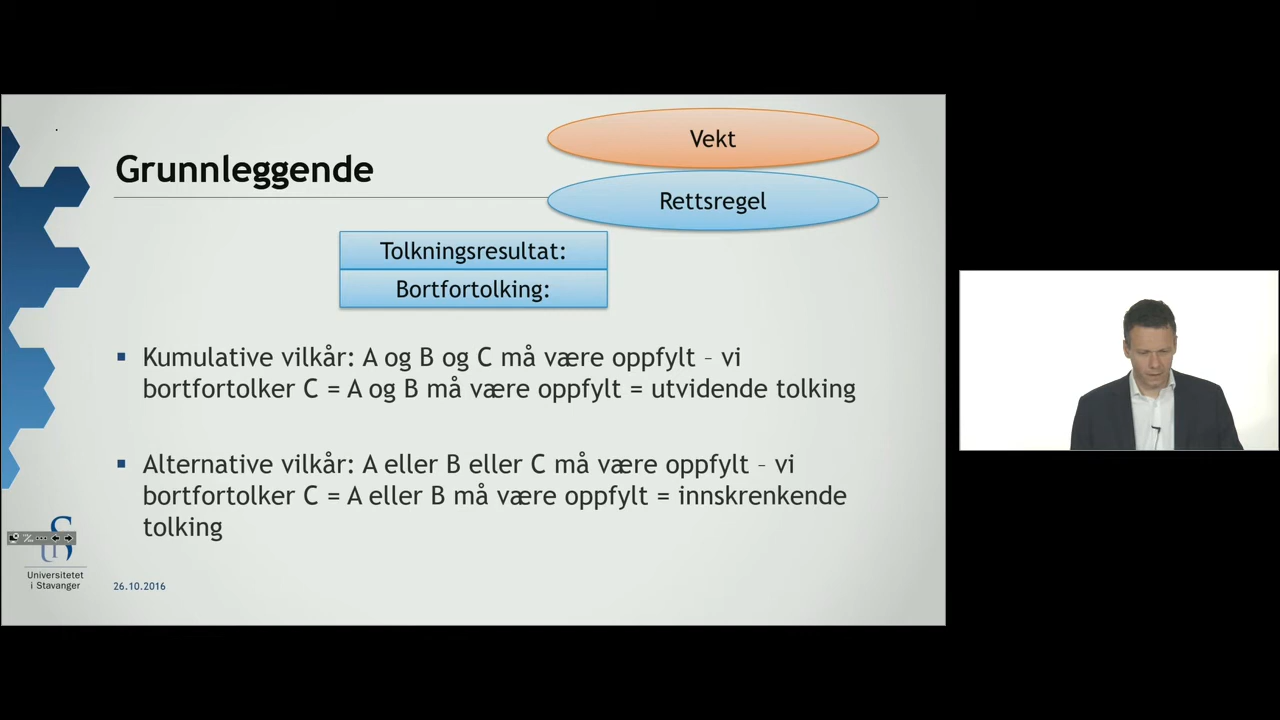 Vekt
Grunnleggende
Rettsregel
Tolkningsresultat:
Bortfortolking:
▪ Kumulative vilkår: A og B og C må være oppfylt – vi
bortfortolker C = A og B må være oppfylt = utvidende tolking
▪ Alternative vilkår: A eller B eller C må være oppfylt – vi
bortfortolker C = A eller B må være oppfylt = innskrenkende
tolking
Universitetet
i Stavanger
26.10.2016